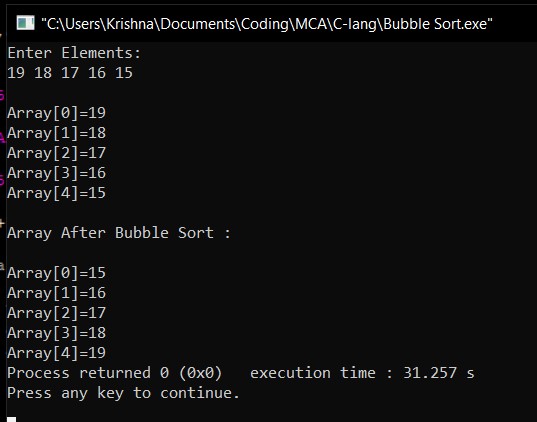 "C:\Users\Krishna\Documents\Coding\MCA\C-lang\Bubble Sort.exe"
Enter Elements:
19 18 17 16 15
Array[0]=19
Array[1]=18
Array[2]=17
Array[3]=16
Array[4]=15
Array After Bubble Sort :
Array[0]=15
Array[1]=16
Array[2]=17
Array[3]=18
Array[4]=19
Process returned 0 (0x0)   execution time : 31.257 s
Press any key to continue.